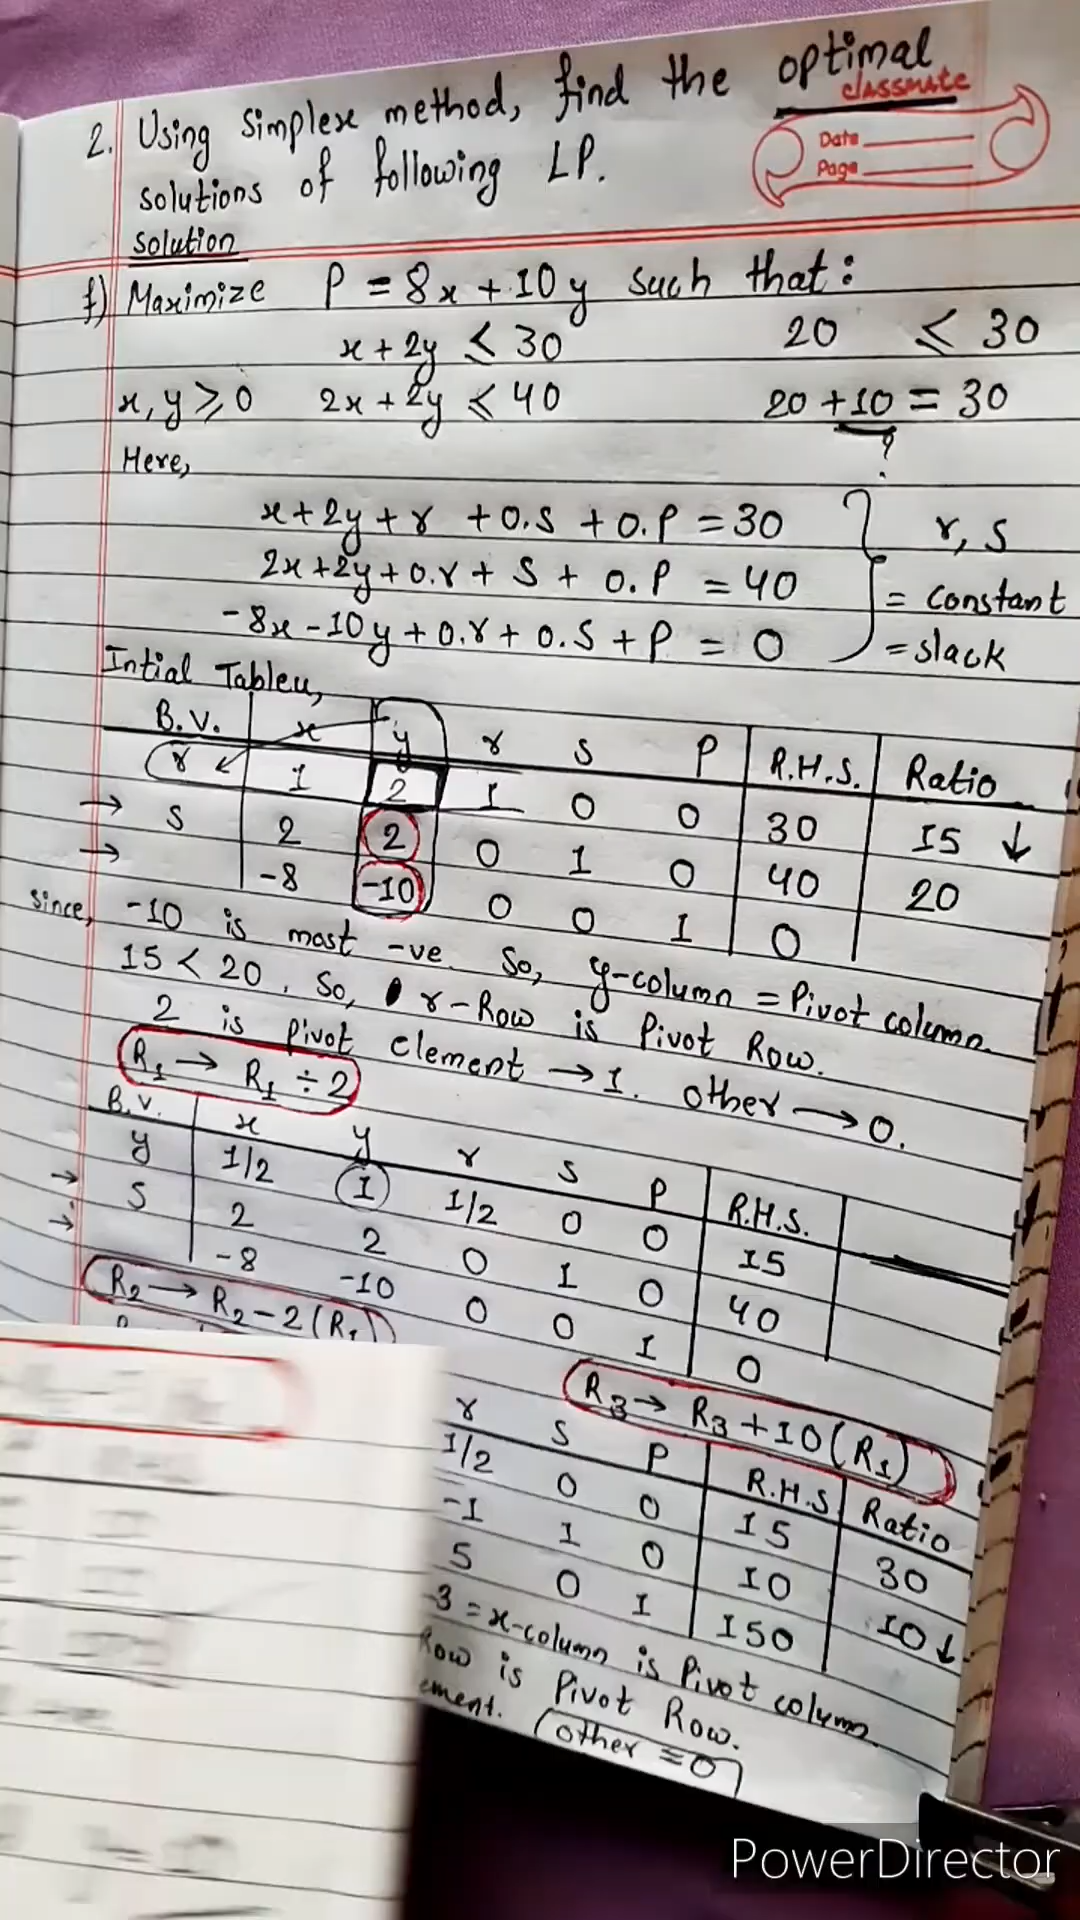 2. Using simplex method, find the optimal
classmate
Date
Page
solutions of following LP.
solution
f) Maximize P = 8x + 10y such that:
x + 2y ≤ 30 20 ≤ 30
x, y ≥ 0 2x + 2y ≤ 40 20 + 10 = 30
?
Here,
x + 2y + r + 0.s + 0.P = 30 } r, s
2x + 2y + 0.r + s + 0.P = 40 = constant
-8x - 10y + 0.r + 0.s + P = 0 = slack
Intial Tableu,
B.V. x y r s P R.H.S. Ratio
r 1 2 1 0 0 30 15 ↓
→ s 2 2 0 1 0 40 20
→ -8 -10 0 0 1 0
Since, -10 is most -ve. So, y-column = Pivot column.
15 < 20. So, r-Row is Pivot Row.
2 is pivot element → 1. other → 0.
R1 → R1 ÷ 2
B.V. x y r s P R.H.S.
y 1/2 1 1/2 0 0 15
→ s 2 2 0 1 0 40
→ -8 -10 0 0 1 0
R2 → R2 - 2(R1)
R3 → R3 + 10(R1)
r s P R.H.S Ratio
1/2 0 0 15 30
-1 1 0 10 10 ↓
5 0 1 150
-3 = x-column is Pivot column
Row is Pivot Row.
ement. (other = 0)
PowerDirector